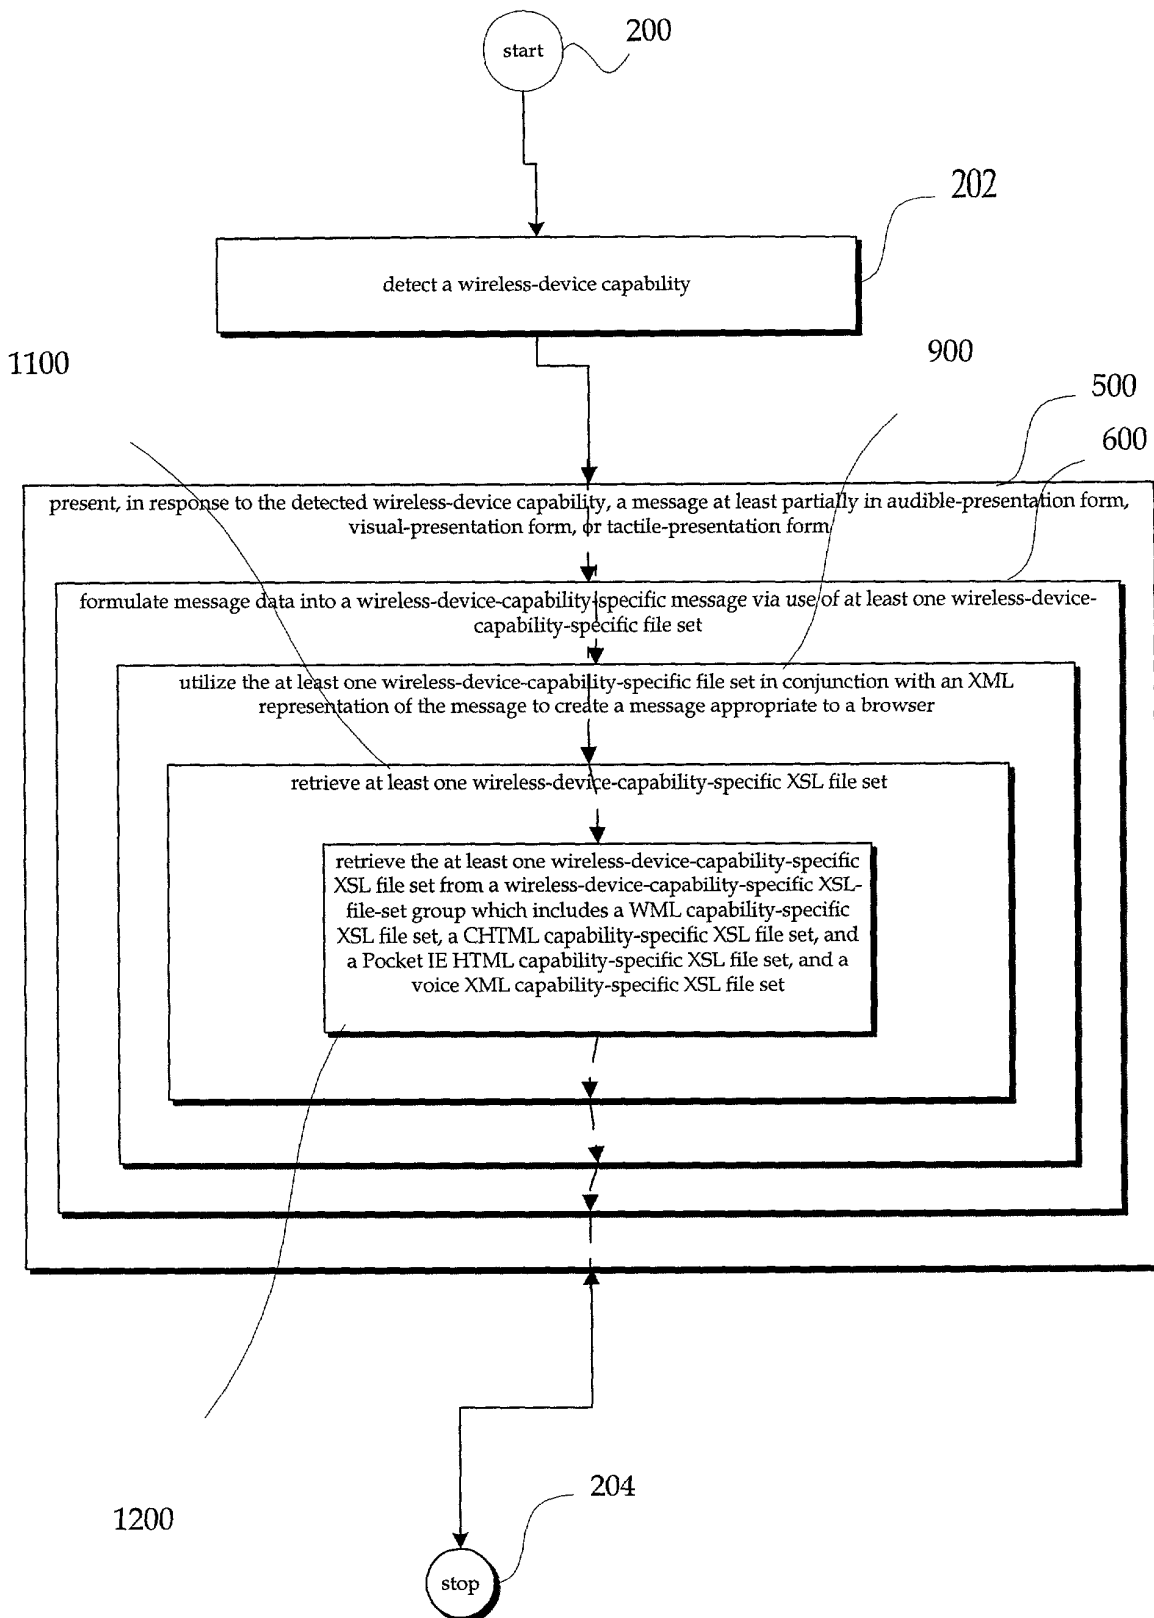 start
200
202
detect a wireless-device capability
1100
900
500
600
present, in response to the detected wireless-device capability, a message at least partially in audible-presentation form,
visual-presentation form, or tactile-presentation form
formulate message data into a wireless-device-capability-specific message via use of at least one wireless-device-
capability-specific file set
utilize the at least one wireless-device-capability-specific file set in conjunction with an XML
representation of the message to create a message appropriate to a browser
retrieve at least one wireless-device-capability-specific XSL file set
retrieve the at least one wireless-device-capability-specific
XSL file set from a wireless-device-capability-specific XSL-
file-set group which includes a WML capability-specific
XSL file set, a CHTML capability-specific XSL file set, and
a Pocket IE HTML capability-specific XSL file set, and a
voice XML capability-specific XSL file set
204
1200
stop